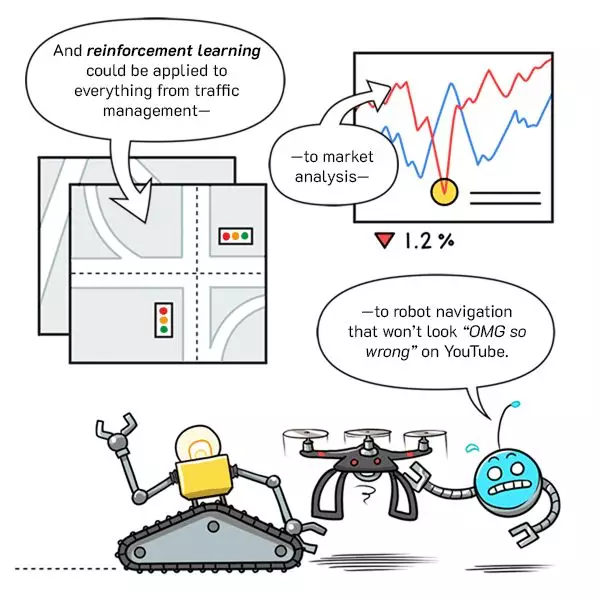 And reinforcement learning
could be applied to
everything from traffic
management—
—to market
analysis—
▼ 1.2 %
—to robot navigation
that won't look "OMG so
wrong" on YouTube.